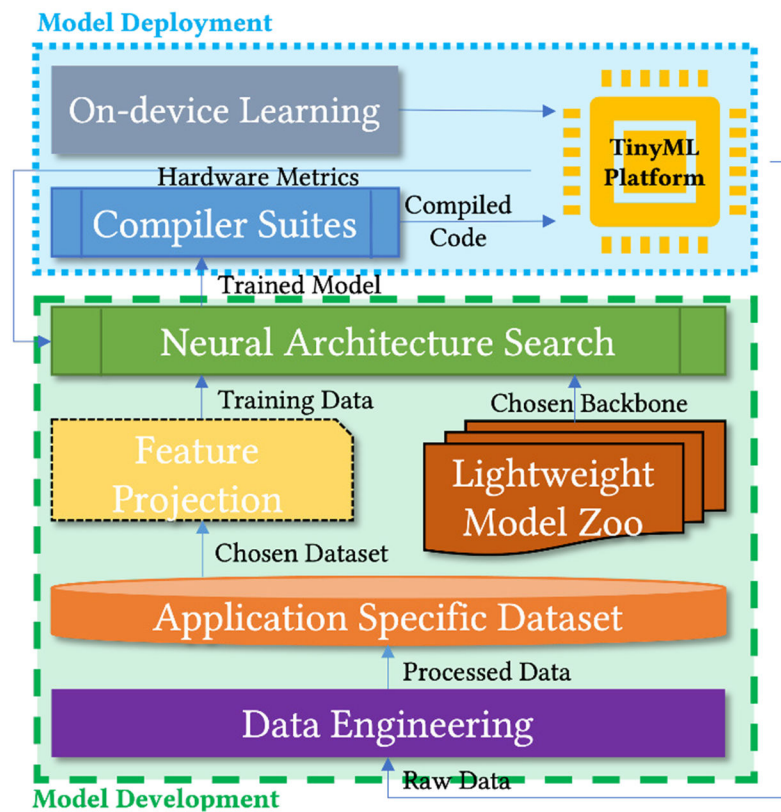 Model Deployment
On-device Learning
TinyML
Platform
Hardware Metrics
Compiler Suites
Compiled
Code
Trained Model
Neural Architecture Search
Training Data
Chosen Backbone
Feature
Projection
Lightweight
Model Zoo
Chosen Dataset
Application Specific Dataset
Processed Data
Data Engineering
Raw Data
Model Development